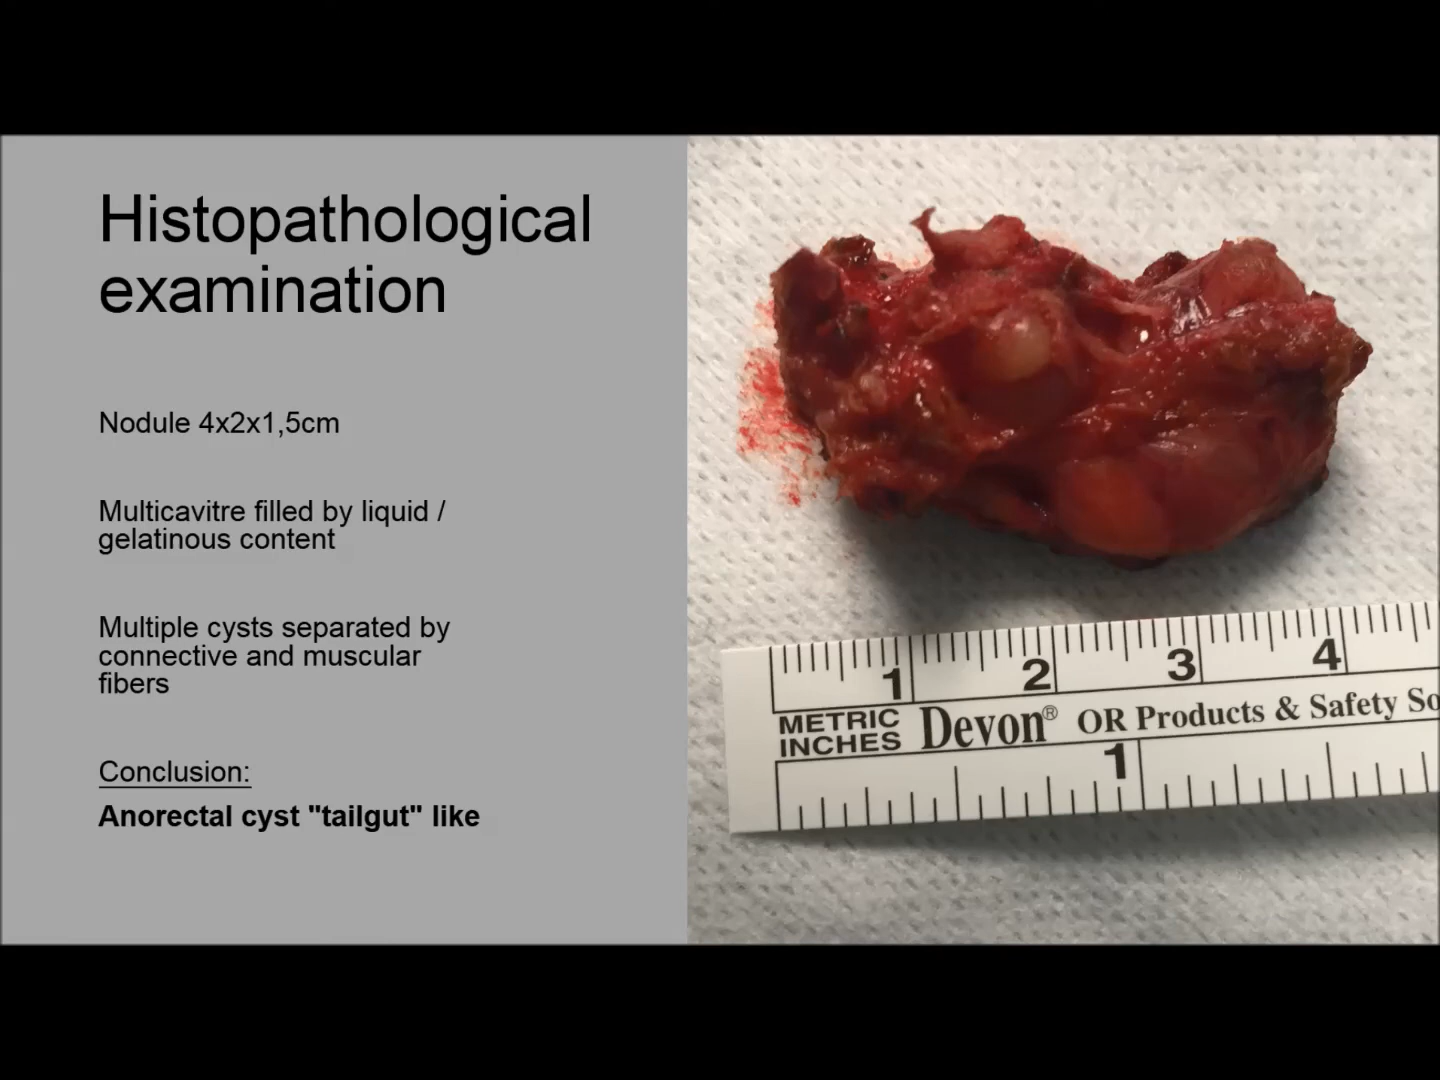 Histopathological
examination
Nodule 4x2x1,5cm
Multicavitre filled by liquid /
gelatinous content
Multiple cysts separated by
connective and muscular
fibers
Conclusion:
Anorectal cyst "tailgut" like
1 2 3 4
METRIC
INCHES
Devon® OR Products & Safety So
1